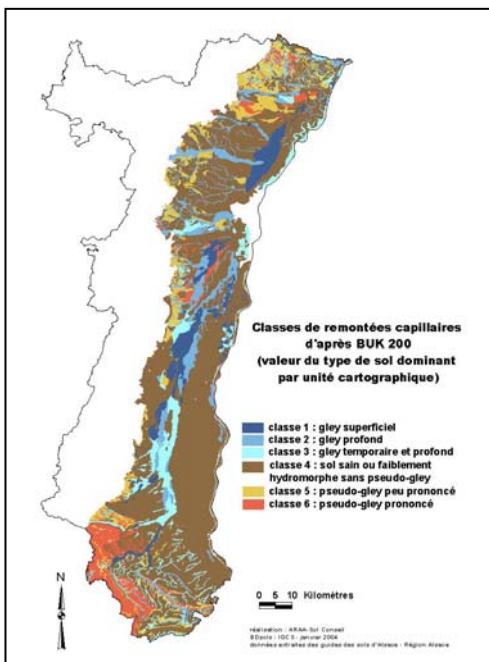 Classes de remontées capillaires
d'après BUK 200
(valeur du type de sol dominant
par unité cartographique)
classe 1 : gley superficiel
classe 2 : gley profond
classe 3 : gley temporaire et profond
classe 4 : sol sain ou faiblement
hydromorphe sans pseudo-gley
classe 5 : pseudo-gley peu prononcé
classe 6 : pseudo-gley prononcé
N
0 5 10 Kilomètres
réalisation : ARAA-Sol Conseil
janvier 2004
données extraites des guides des sols d'Alsace - Région Alsace